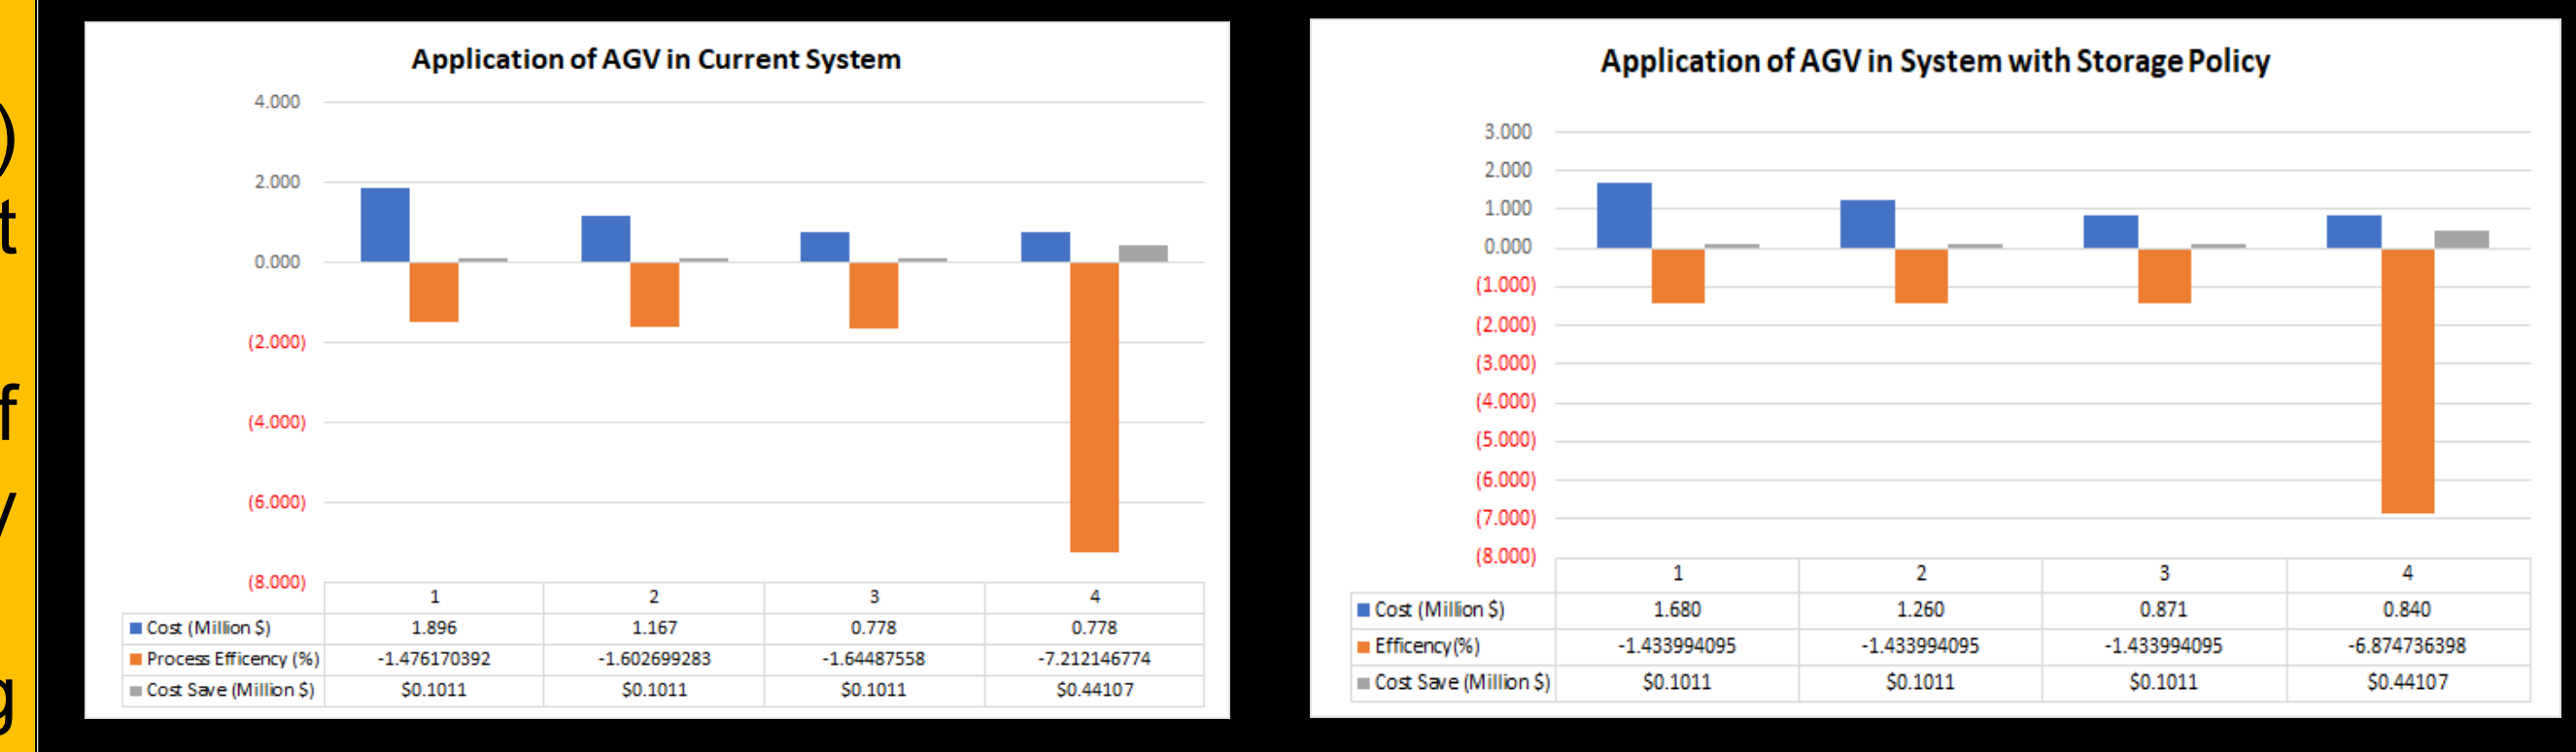 )
t
f
y
g
Application of AGV in Current System
4.000
2.000
0.000
(2.000)
(4.000)
(6.000)
(8.000)
1 2 3 4
Cost (Million $) 1.896 1.167 0.778 0.778
Process Efficency (%) -1.476170392 -1.602699283 -1.64487558 -7.212146774
Cost Save (Million $) $0.1011 $0.1011 $0.1011 $0.44107
Application of AGV in System with Storage Policy
3.000
2.000
1.000
0.000
(1.000)
(2.000)
(3.000)
(4.000)
(5.000)
(6.000)
(7.000)
(8.000)
1 2 3 4
Cost (Million $) 1.680 1.260 0.871 0.840
Efficency(%) -1.433994095 -1.433994095 -1.433994095 -6.874736398
Cost Save (Million $) $0.1011 $0.1011 $0.1011 $0.44107